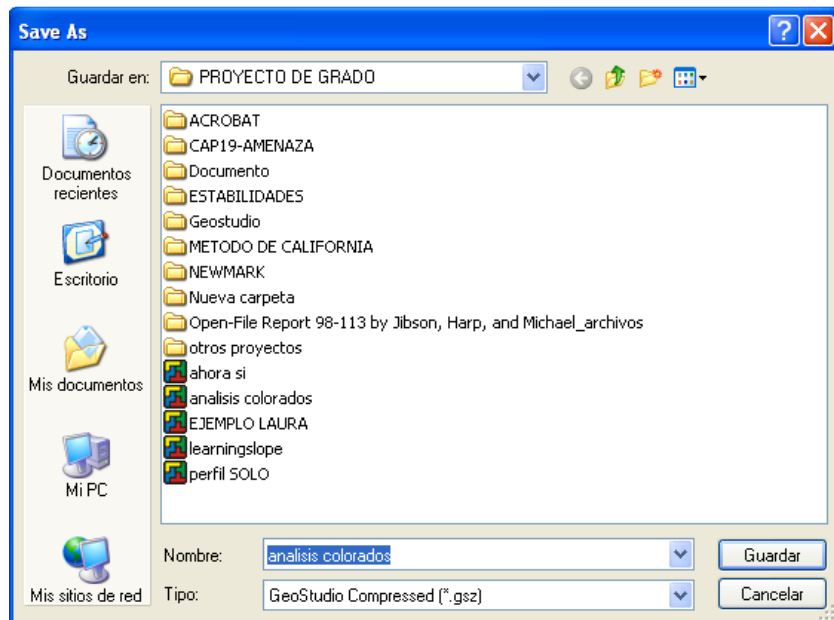 Save As
Guardar en: PROYECTO DE GRADO
Documentos recientes
Escritorio
Mis documentos
Mi PC
Mis sitios de red
ACROBAT
CAP19-AMENAZA
Documento
ESTABILIDADES
Geostudio
METODO DE CALIFORNIA
NEWMARK
Nueva carpeta
Open-File Report 98-113 by Jibson, Harp, and Michael_archivos
otros proyectos
ahora si
analisis colorados
EJEMPLO LAURA
learningslope
perfil SOLO
Nombre: analisis colorados Guardar
Tipo: GeoStudio Compressed (*.gsz) Cancelar